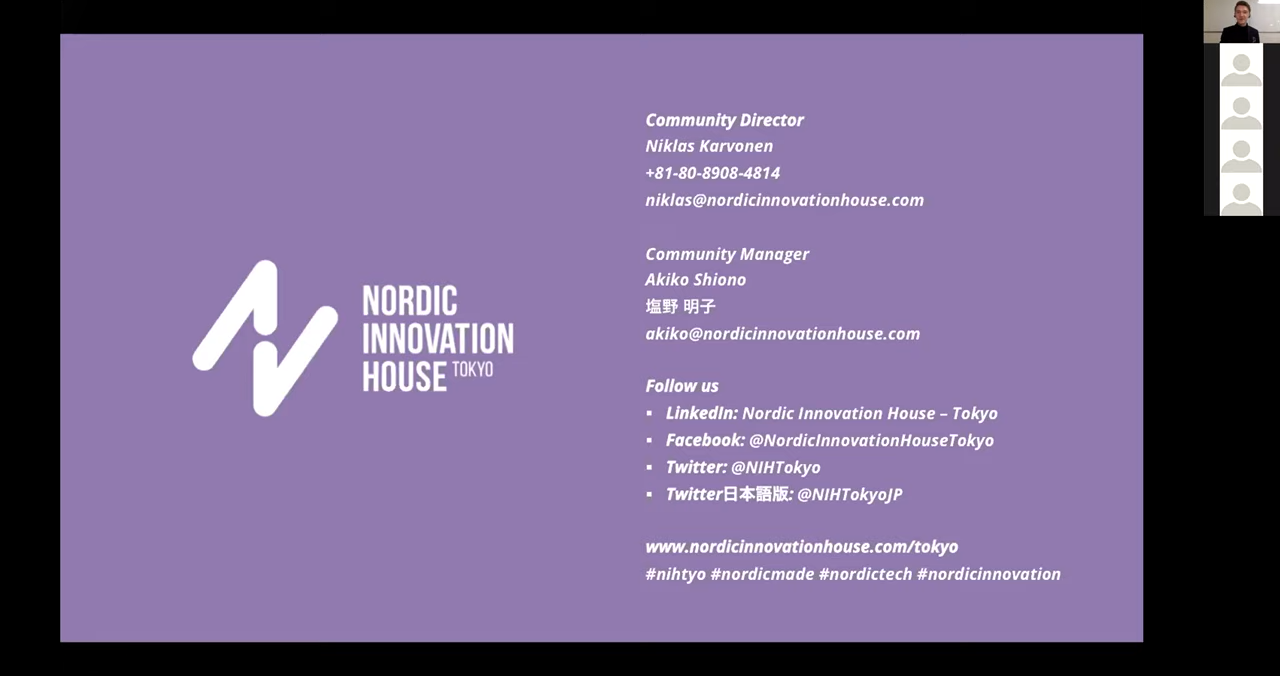 NORDIC
INNOVATION
HOUSE TOKYO
Community Director
Niklas Karvonen
+81-80-8908-4814
niklas@nordicinnovationhouse.com
Community Manager
Akiko Shiono
塩野 明子
akiko@nordicinnovationhouse.com
Follow us
▪ LinkedIn: Nordic Innovation House – Tokyo
▪ Facebook: @NordicInnovationHouseTokyo
▪ Twitter: @NIHTokyo
▪ Twitter日本語版: @NIHTokyoJP
www.nordicinnovationhouse.com/tokyo
#nihtyo #nordicmade #nordictech #nordicinnovation